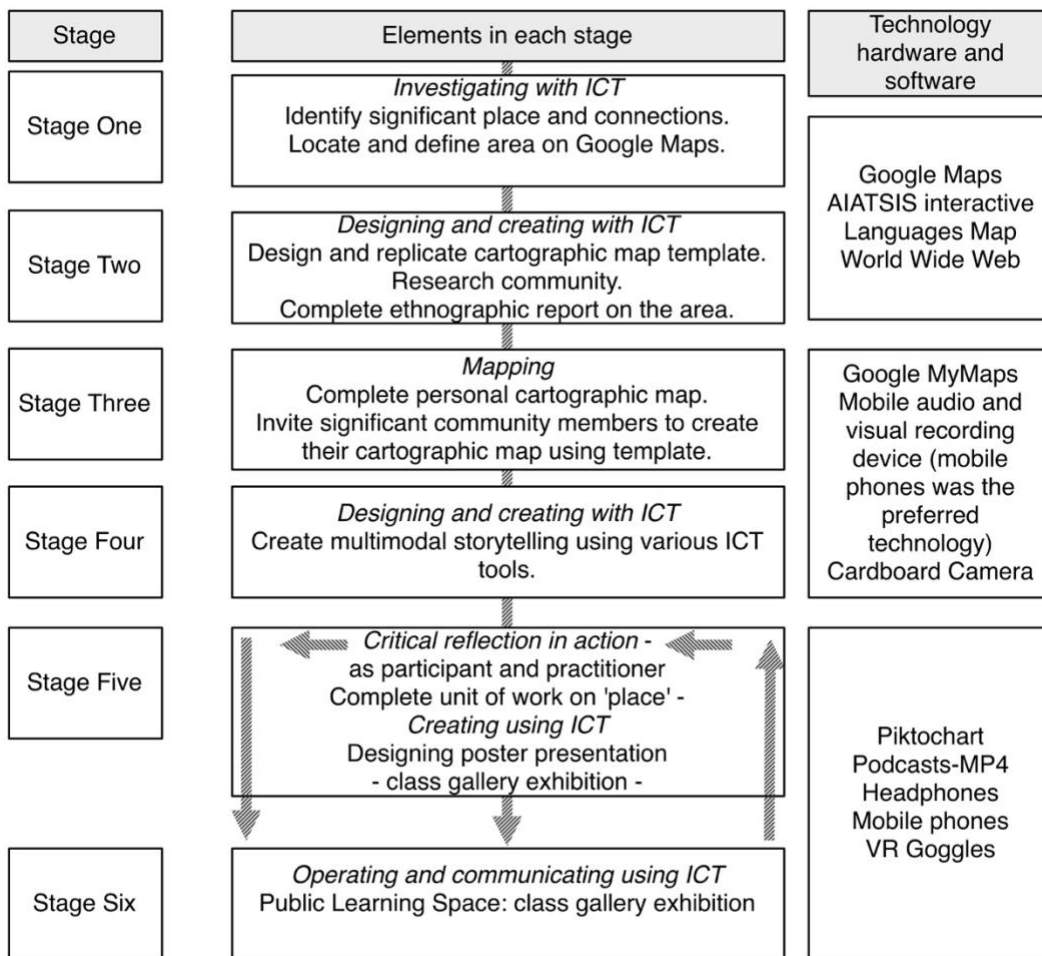 Stage
Elements in each stage
Technology
hardware and
software
Stage One
Investigating with ICT
Identify significant place and connections.
Locate and define area on Google Maps.
Google Maps
AIATSIS interactive
Languages Map
World Wide Web
Stage Two
Designing and creating with ICT
Design and replicate cartographic map template.
Research community.
Complete ethnographic report on the area.
Stage Three
Mapping
Complete personal cartographic map.
Invite significant community members to create
their cartographic map using template.
Google MyMaps
Mobile audio and
visual recording
device (mobile
phones was the
preferred
technology)
Cardboard Camera
Stage Four
Designing and creating with ICT
Create multimodal storytelling using various ICT
tools.
Stage Five
Critical reflection in action -
as participant and practitioner
Complete unit of work on 'place' -
Creating using ICT
Designing poster presentation
- class gallery exhibition -
Piktochart
Podcasts-MP4
Headphones
Mobile phones
VR Goggles
Stage Six
Operating and communicating using ICT
Public Learning Space: class gallery exhibition